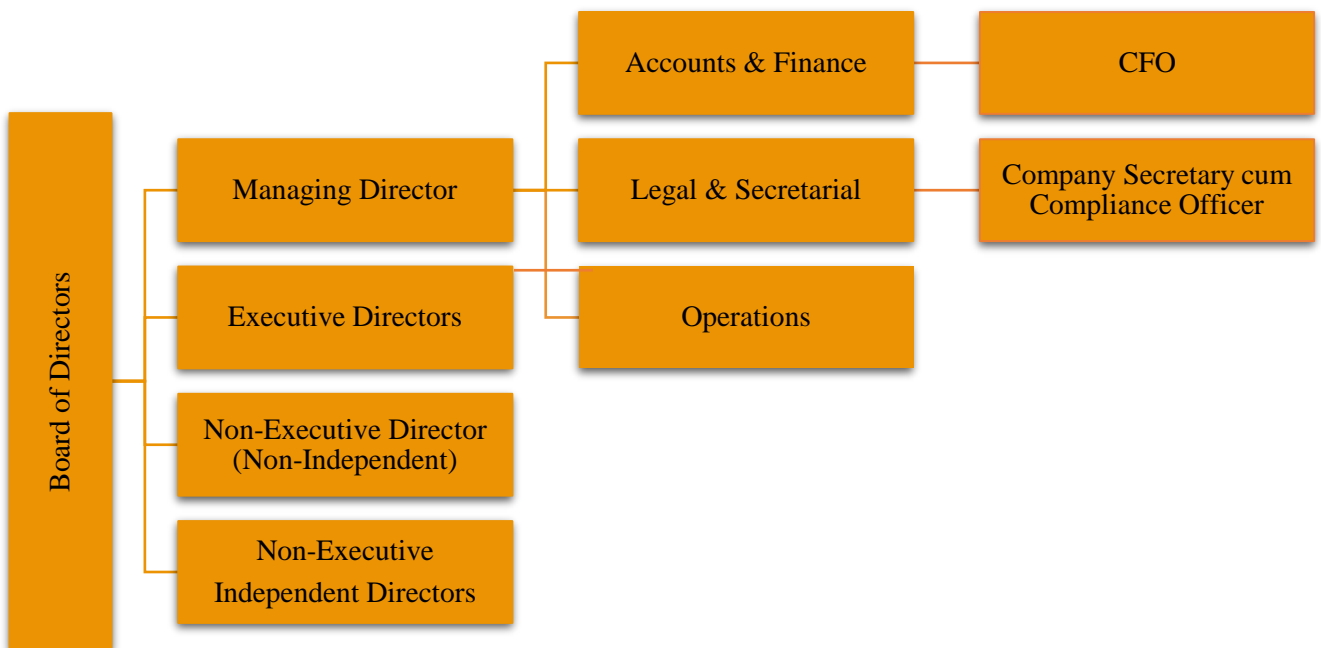 Board of Directors
Managing Director
Executive Directors
Non-Executive Director
(Non-Independent)
Non-Executive
Independent Directors
Accounts & Finance
Legal & Secretarial
Operations
CFO
Company Secretary cum
Compliance Officer